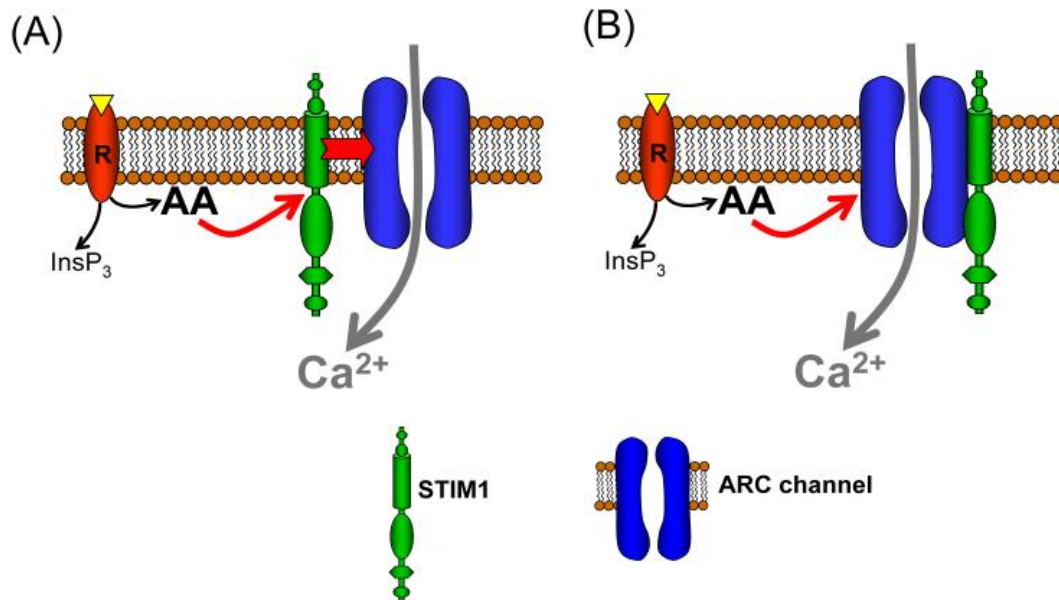 (A)
(B)
R
AA
InsP3
Ca2+
R
AA
InsP3
Ca2+
STIM1
ARC channel